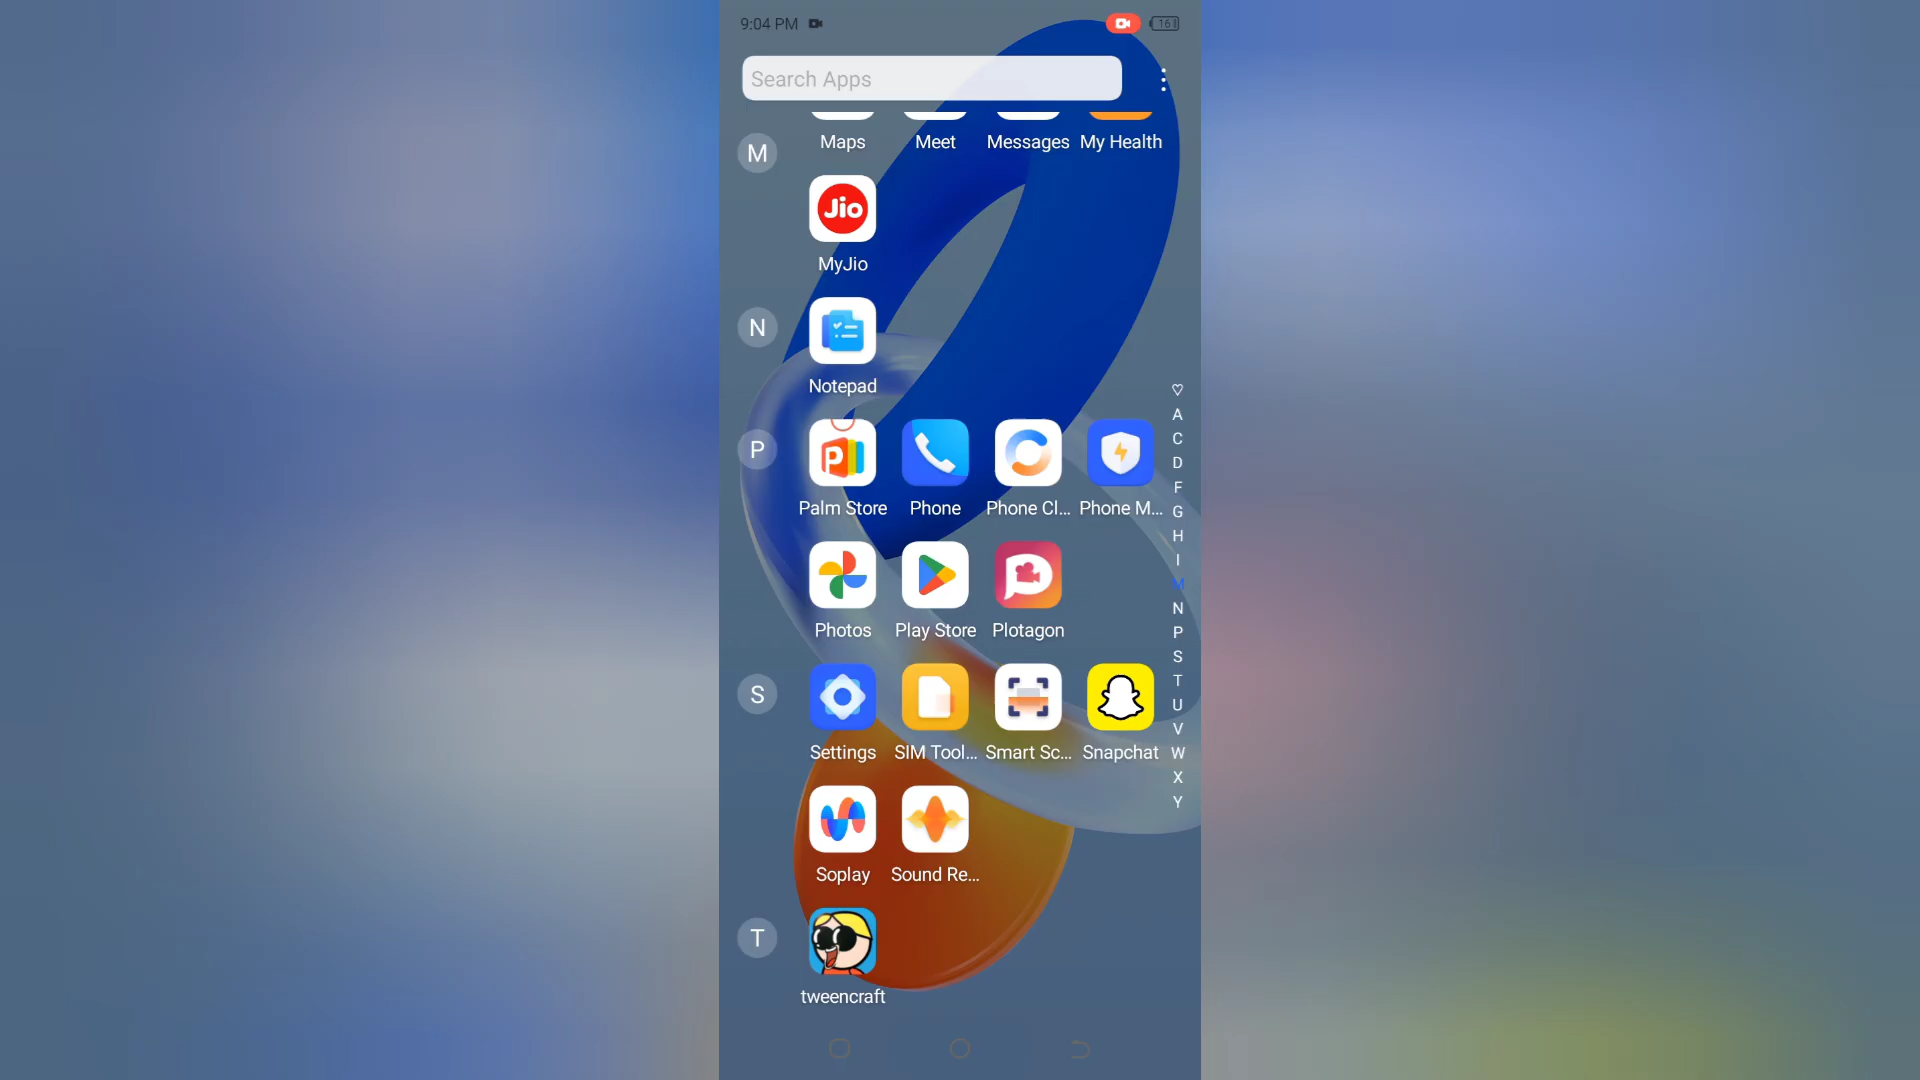 9:04 PM
16
Search Apps
M
Maps Meet Messages My Health
Jio
MyJio
N
Notepad
P
Palm Store Phone Phone Cl... Phone M...
Photos Play Store Plotagon
S
Settings SIM Tool... Smart Sc... Snapchat
Soplay Sound Re...
T
tweencraft
A
C
D
F
G
H
I
M
N
P
S
T
U
V
W
X
Y